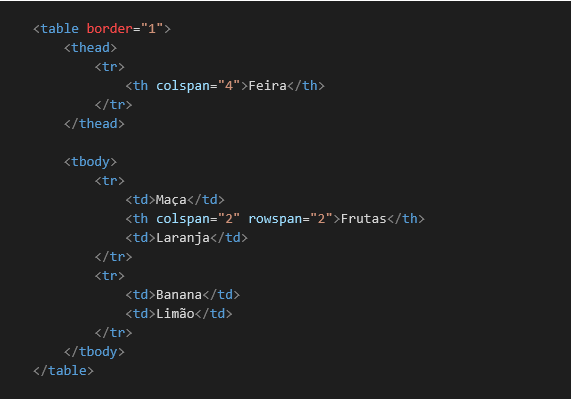 <table border="1">
<thead>
<tr>
<th colspan="4">Feira</th>
</tr>
</thead>
<tbody>
<tr>
<td>Maça</td>
<th colspan="2" rowspan="2">Frutas</th>
<td>Laranja</td>
</tr>
<tr>
<td>Banana</td>
<td>Limão</td>
</tr>
</tbody>
</table>